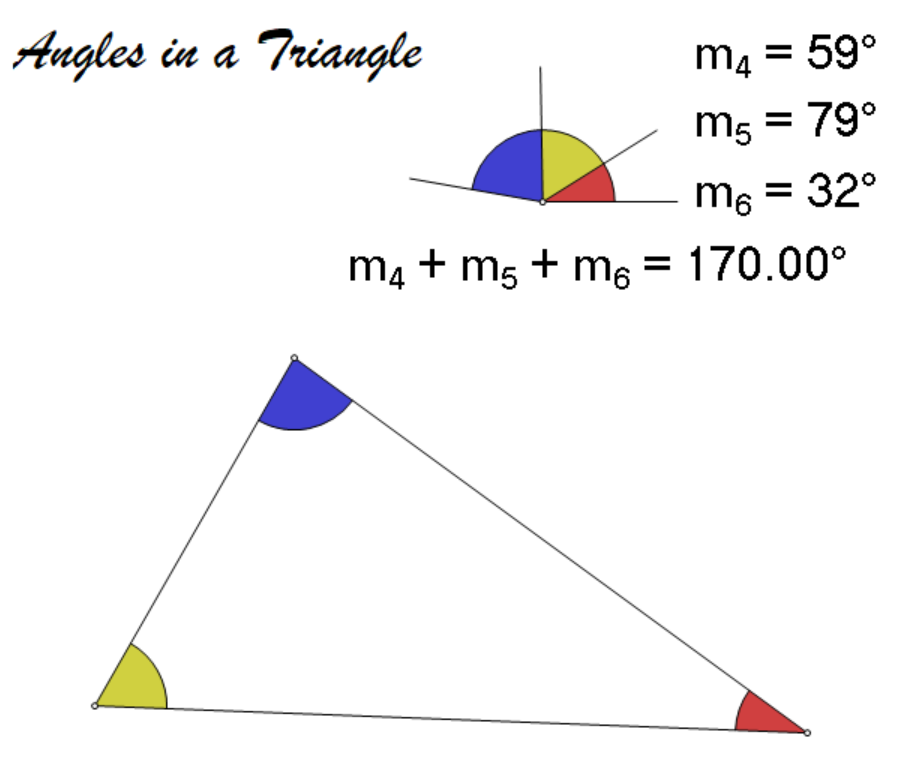 Angles in a Triangle
m₄ = 59°
m₅ = 79°
m₆ = 32°
m₄ + m₅ + m₆ = 170.00°